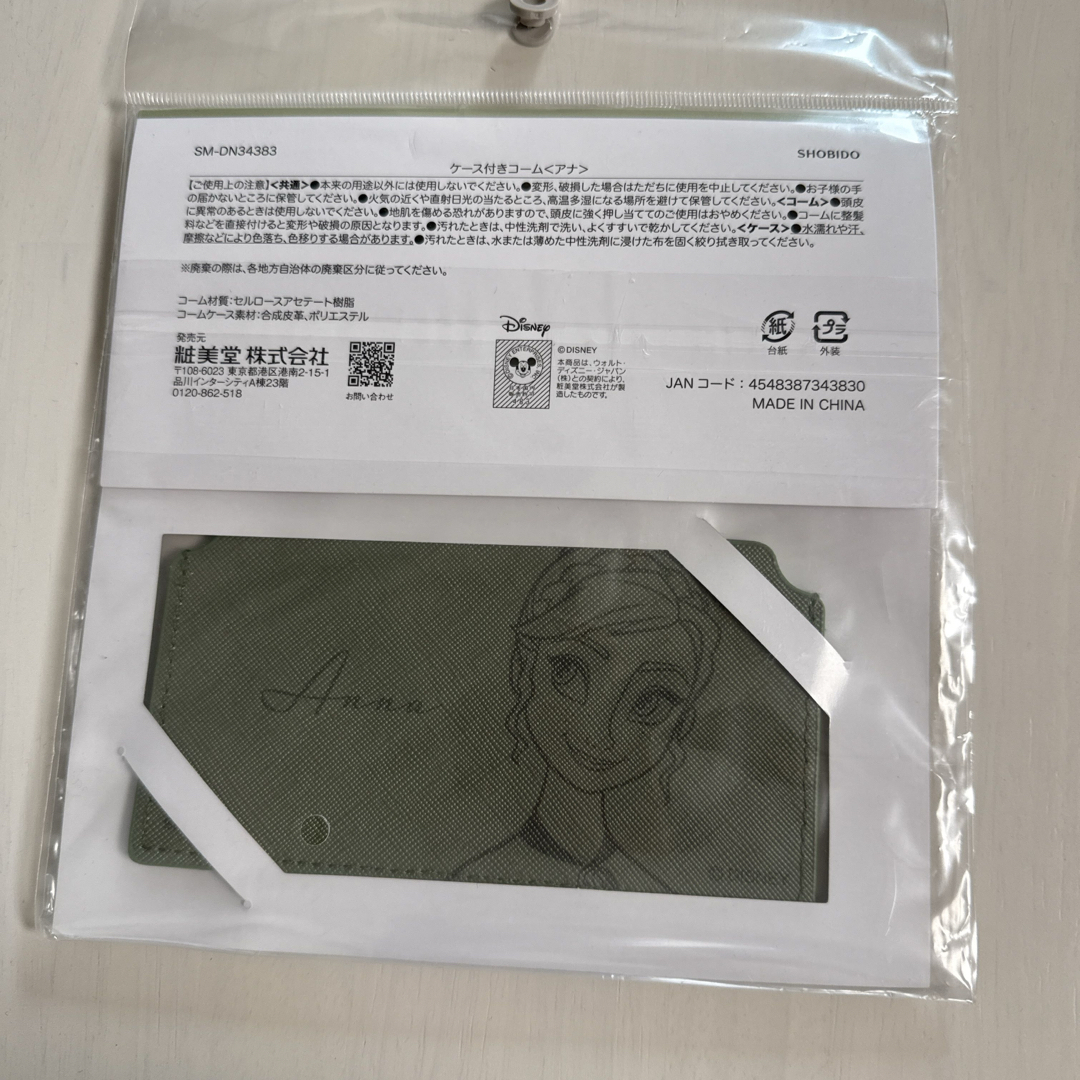 SM-DN34383
SHOBIDO
ケース付きコーム<アナ>
【ご使用上の注意】<共通>●本来の用途以外には使用しないでください。●変形、破損した場合はただちに使用を中止してください。●お子様の手
の届かないところに保管してください。●火気の近くや直射日光の当たるところ、高温多湿になる場所を避けて保管してください。<コーム>●頭皮
に異常のあるときは使用しないでください。●地肌を傷める恐れがありますので、頭皮に強く押し当ててのご使用はおやめください。●コームに整髪
料などを直接付けると変形や破損の原因となります。●汚れたときは、中性洗剤で洗い、よくすすいで乾かしてください。<ケース>●水濡れや汗、
摩擦などにより色落ち、色移りする場合があります。●汚れたときは、水または薄めた中性洗剤に浸けた布を固く絞り拭き取ってください。
※廃棄の際は、各地方自治体の廃棄区分に従ってください。
コーム材質:セルロースアセテート樹脂
コームケース素材:合成皮革、ポリエステル
発売元
粧美堂 株式会社
〒108-6023 東京都港区港南2-15-1
品川インターシティA棟23階
0120-862-518
お問い合わせ
Disney
©DISNEY
本商品は、ウォルト・
ディズニー・ジャパン
(株)との契約により、
粧美堂株式会社が製
造したものです。
紙
台紙
プラ
外装
JANコード:4548387343830
MADE IN CHINA
Anna
©DISNEY